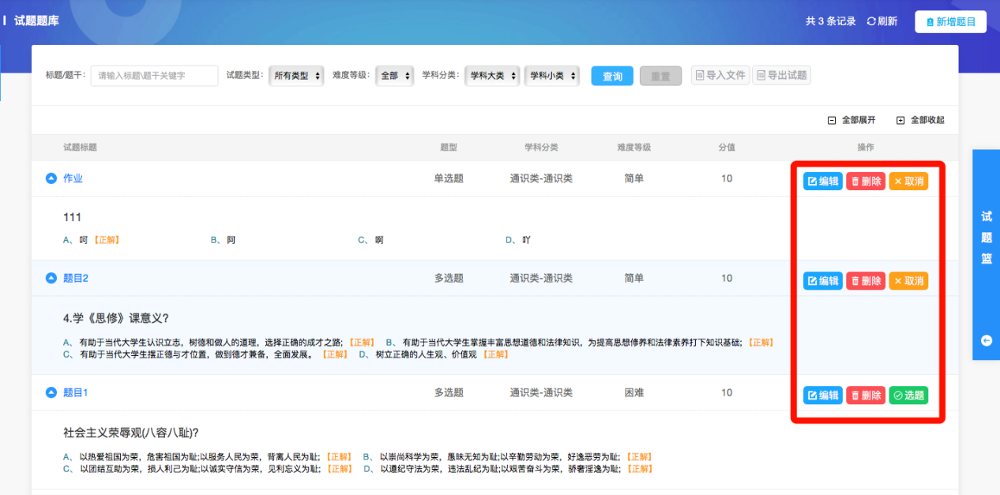 试题题库
共 3 条记录 刷新 新增题目
标题/题干: 请输入标题\题干关键字 试题类型: 所有类型 难度等级: 全部 学科分类: 学科大类 学科小类 查询 重置 导入文件 导出试题
全部展开 全部收起
试题标题 题型 学科分类 难度等级 分值 操作
作业 单选题 通识类-通识类 简单 10 编辑 删除 取消
111
A、 呵 【正解】 B、 阿 C、 啊 D、 吖
题目2 多选题 通识类-通识类 简单 10 编辑 删除 取消
4.学《思修》课意义?
A、 有助于当代大学生认识立志，树德和做人的道理，选择正确的成才之路; 【正解】 B、 有助于当代大学生掌握丰富思想道德和法律知识，为提高思想修养和法律素养打下知识基础; 【正解】
C、 有助于当代大学生摆正德与才位置，做到德才兼备，全面发展。 【正解】 D、 树立正确的人生观、价值观 【正解】
题目1 多选题 通识类-通识类 困难 10 编辑 删除 选题
社会主义荣辱观(八容八耻)?
A、 以热爱祖国为荣，危害祖国为耻;以服务人民为荣，背离人民为耻; 【正解】 B、 以崇尚科学为荣，愚昧无知为耻;以辛勤劳动为荣，好逸恶劳为耻; 【正解】
C、 以团结互助为荣，损人利己为耻;以诚实守信为荣，见利忘义为耻; 【正解】 D、 以遵纪守法为荣，违法乱纪为耻;以艰苦奋斗为荣，骄奢淫逸为耻; 【正解】
试
题
篮